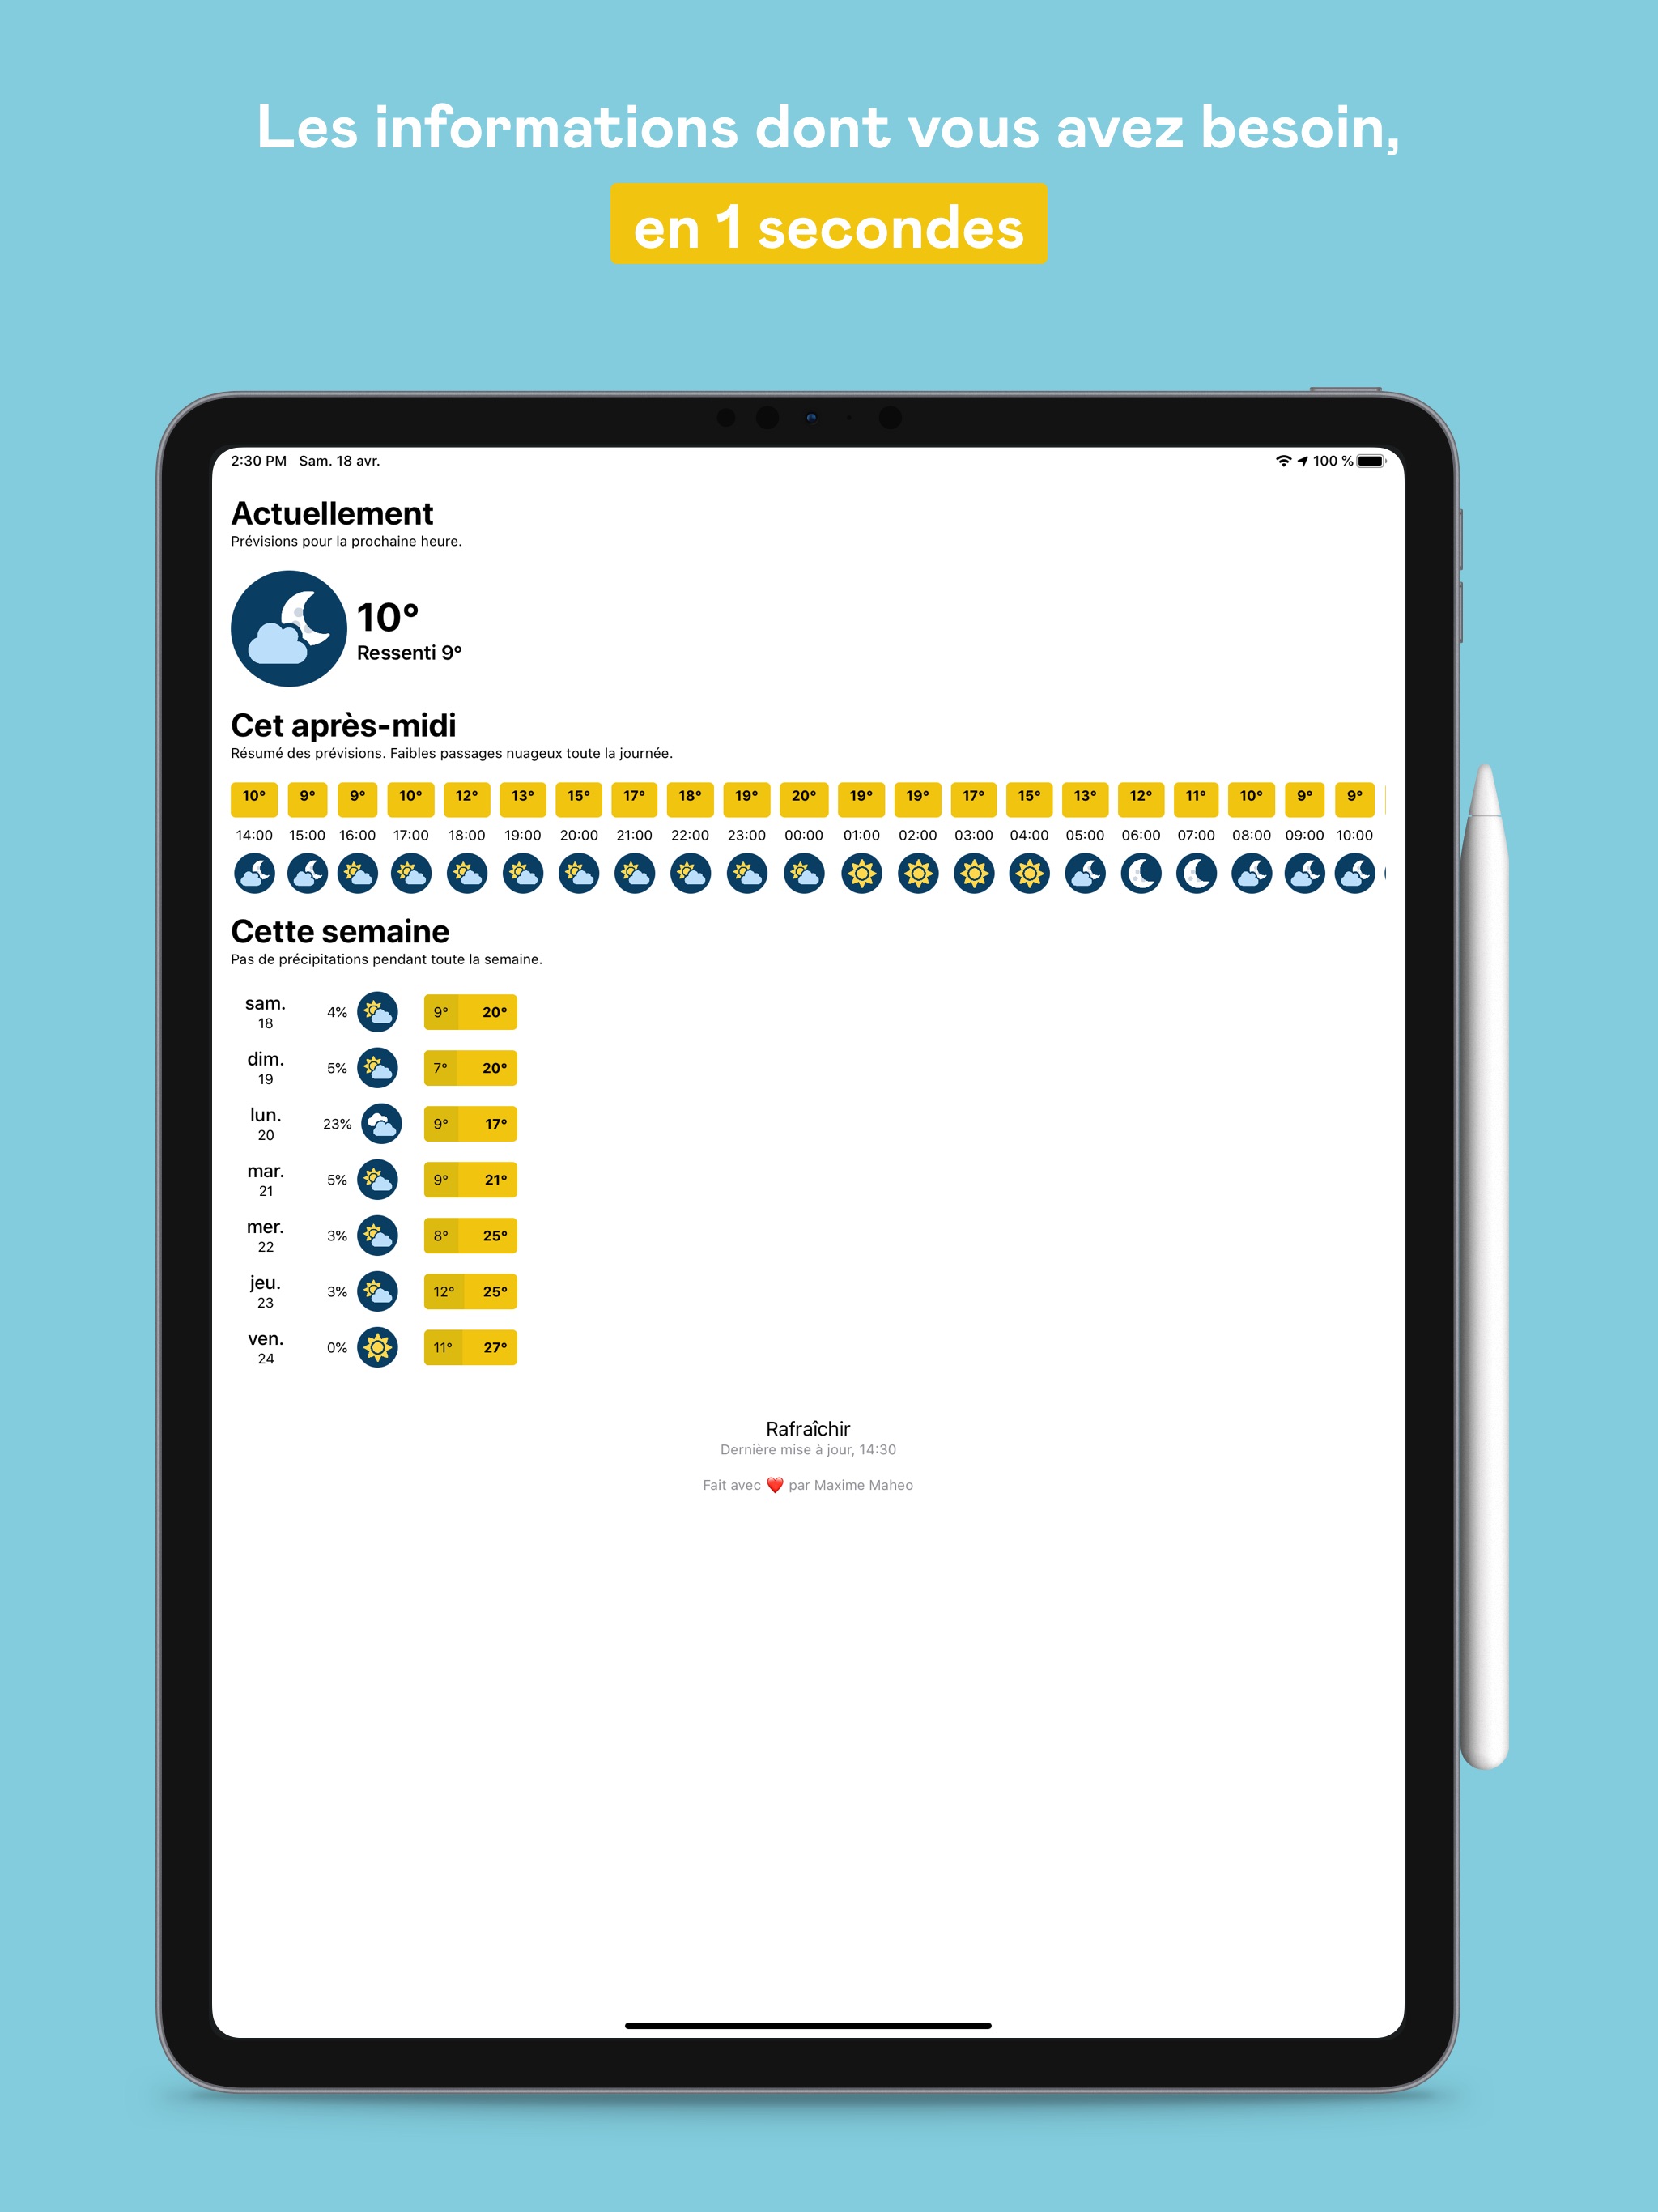 Les informations dont vous avez besoin,
en 1 secondes
2:30 PM Sam. 18 avr.
100 %
Actuellement
Prévisions pour la prochaine heure.
10°
Ressenti 9°
Cet après-midi
Résumé des prévisions. Faibles passages nuageux toute la journée.
10° 9° 9° 10° 12° 13° 15° 17° 18° 19° 20° 19° 19° 17° 15° 13° 12° 11° 10° 9° 9°
14:00 15:00 16:00 17:00 18:00 19:00 20:00 21:00 22:00 23:00 00:00 01:00 02:00 03:00 04:00 05:00 06:00 07:00 08:00 09:00 10:00
Cette semaine
Pas de précipitations pendant toute la semaine.
sam.
18
4% 9° 20°
dim.
19
5% 7° 20°
lun.
20
23% 9° 17°
mar.
21
5% 9° 21°
mer.
22
3% 8° 25°
jeu.
23
3% 12° 25°
ven.
24
0% 11° 27°
Rafraîchir
Dernière mise à jour, 14:30
Fait avec ❤️ par Maxime Maheo